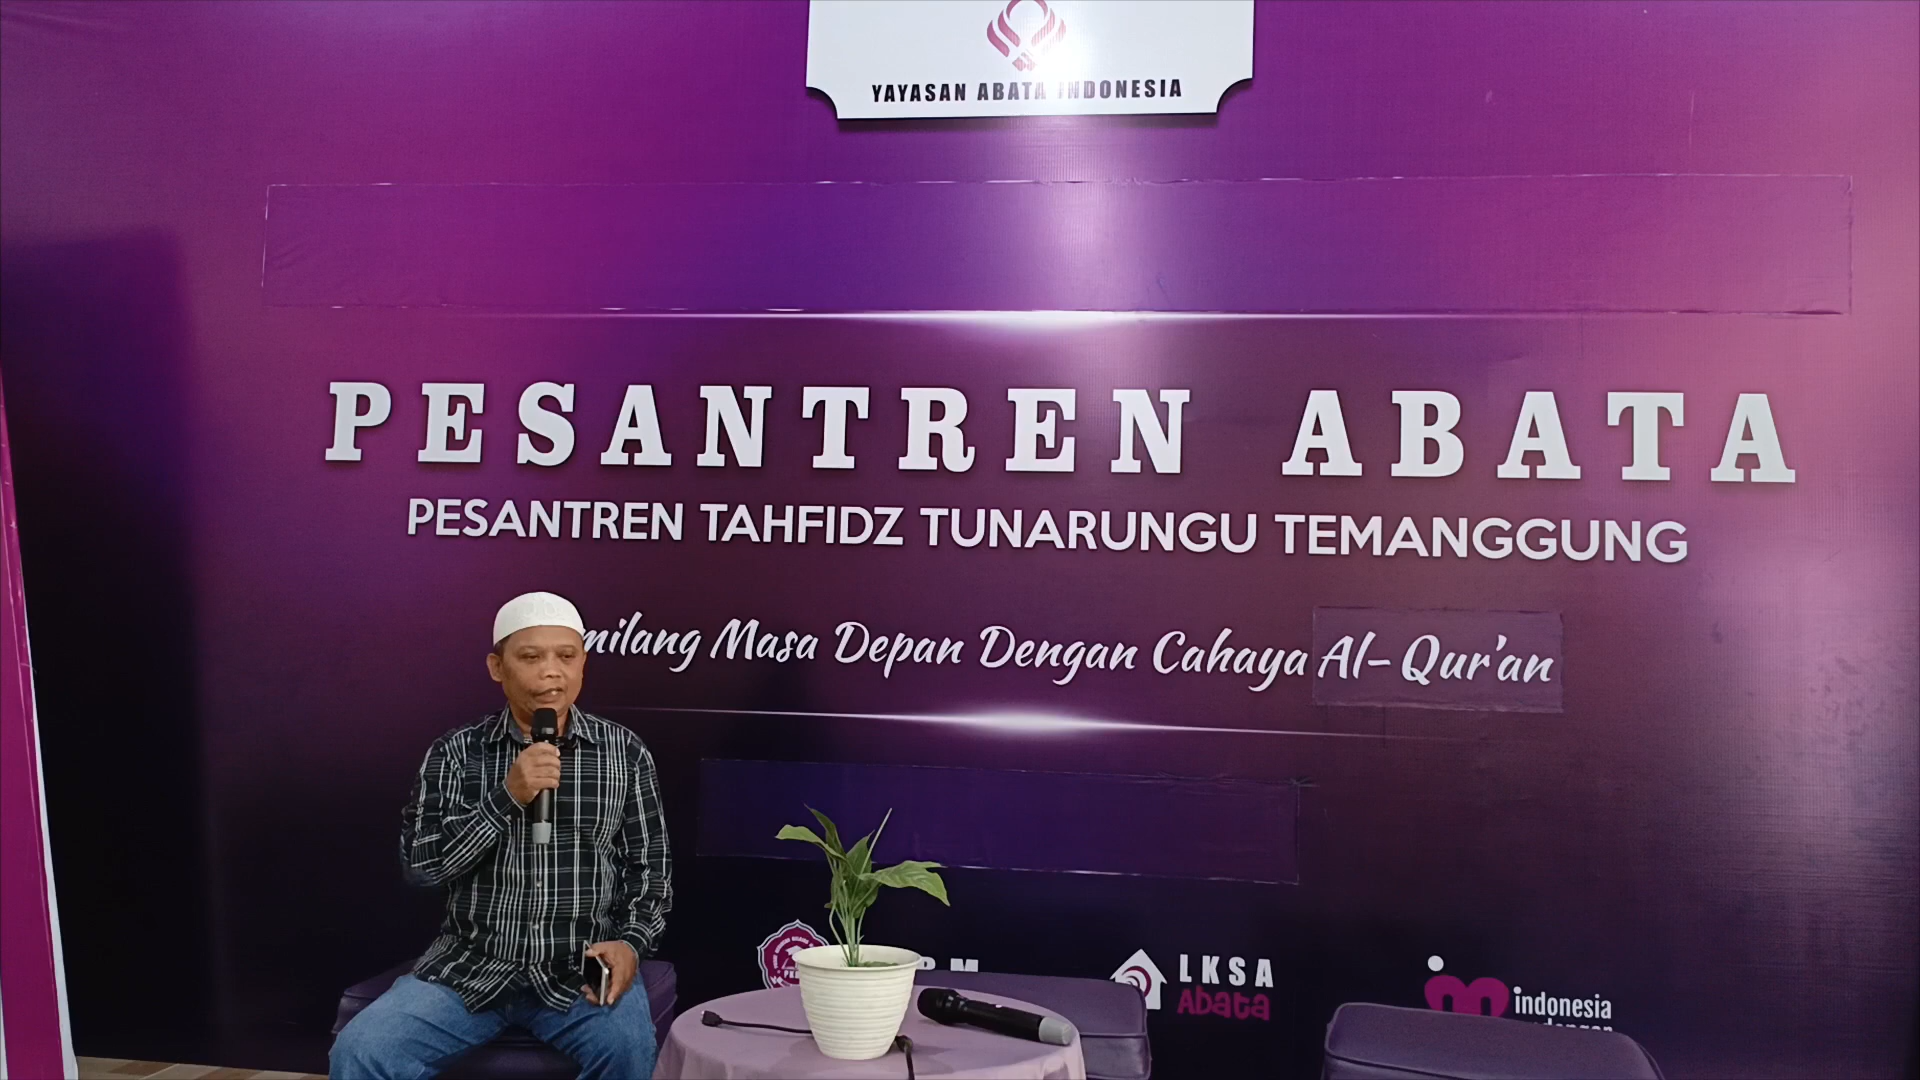 YAYASAN ABATA INDONESIA
PESANTREN ABATA
PESANTREN TAHFIDZ TUNARUNGU TEMANGGUNG
Masa Depan Dengan Cahaya Al-Qur'an
LKSA
Abata
indonesia